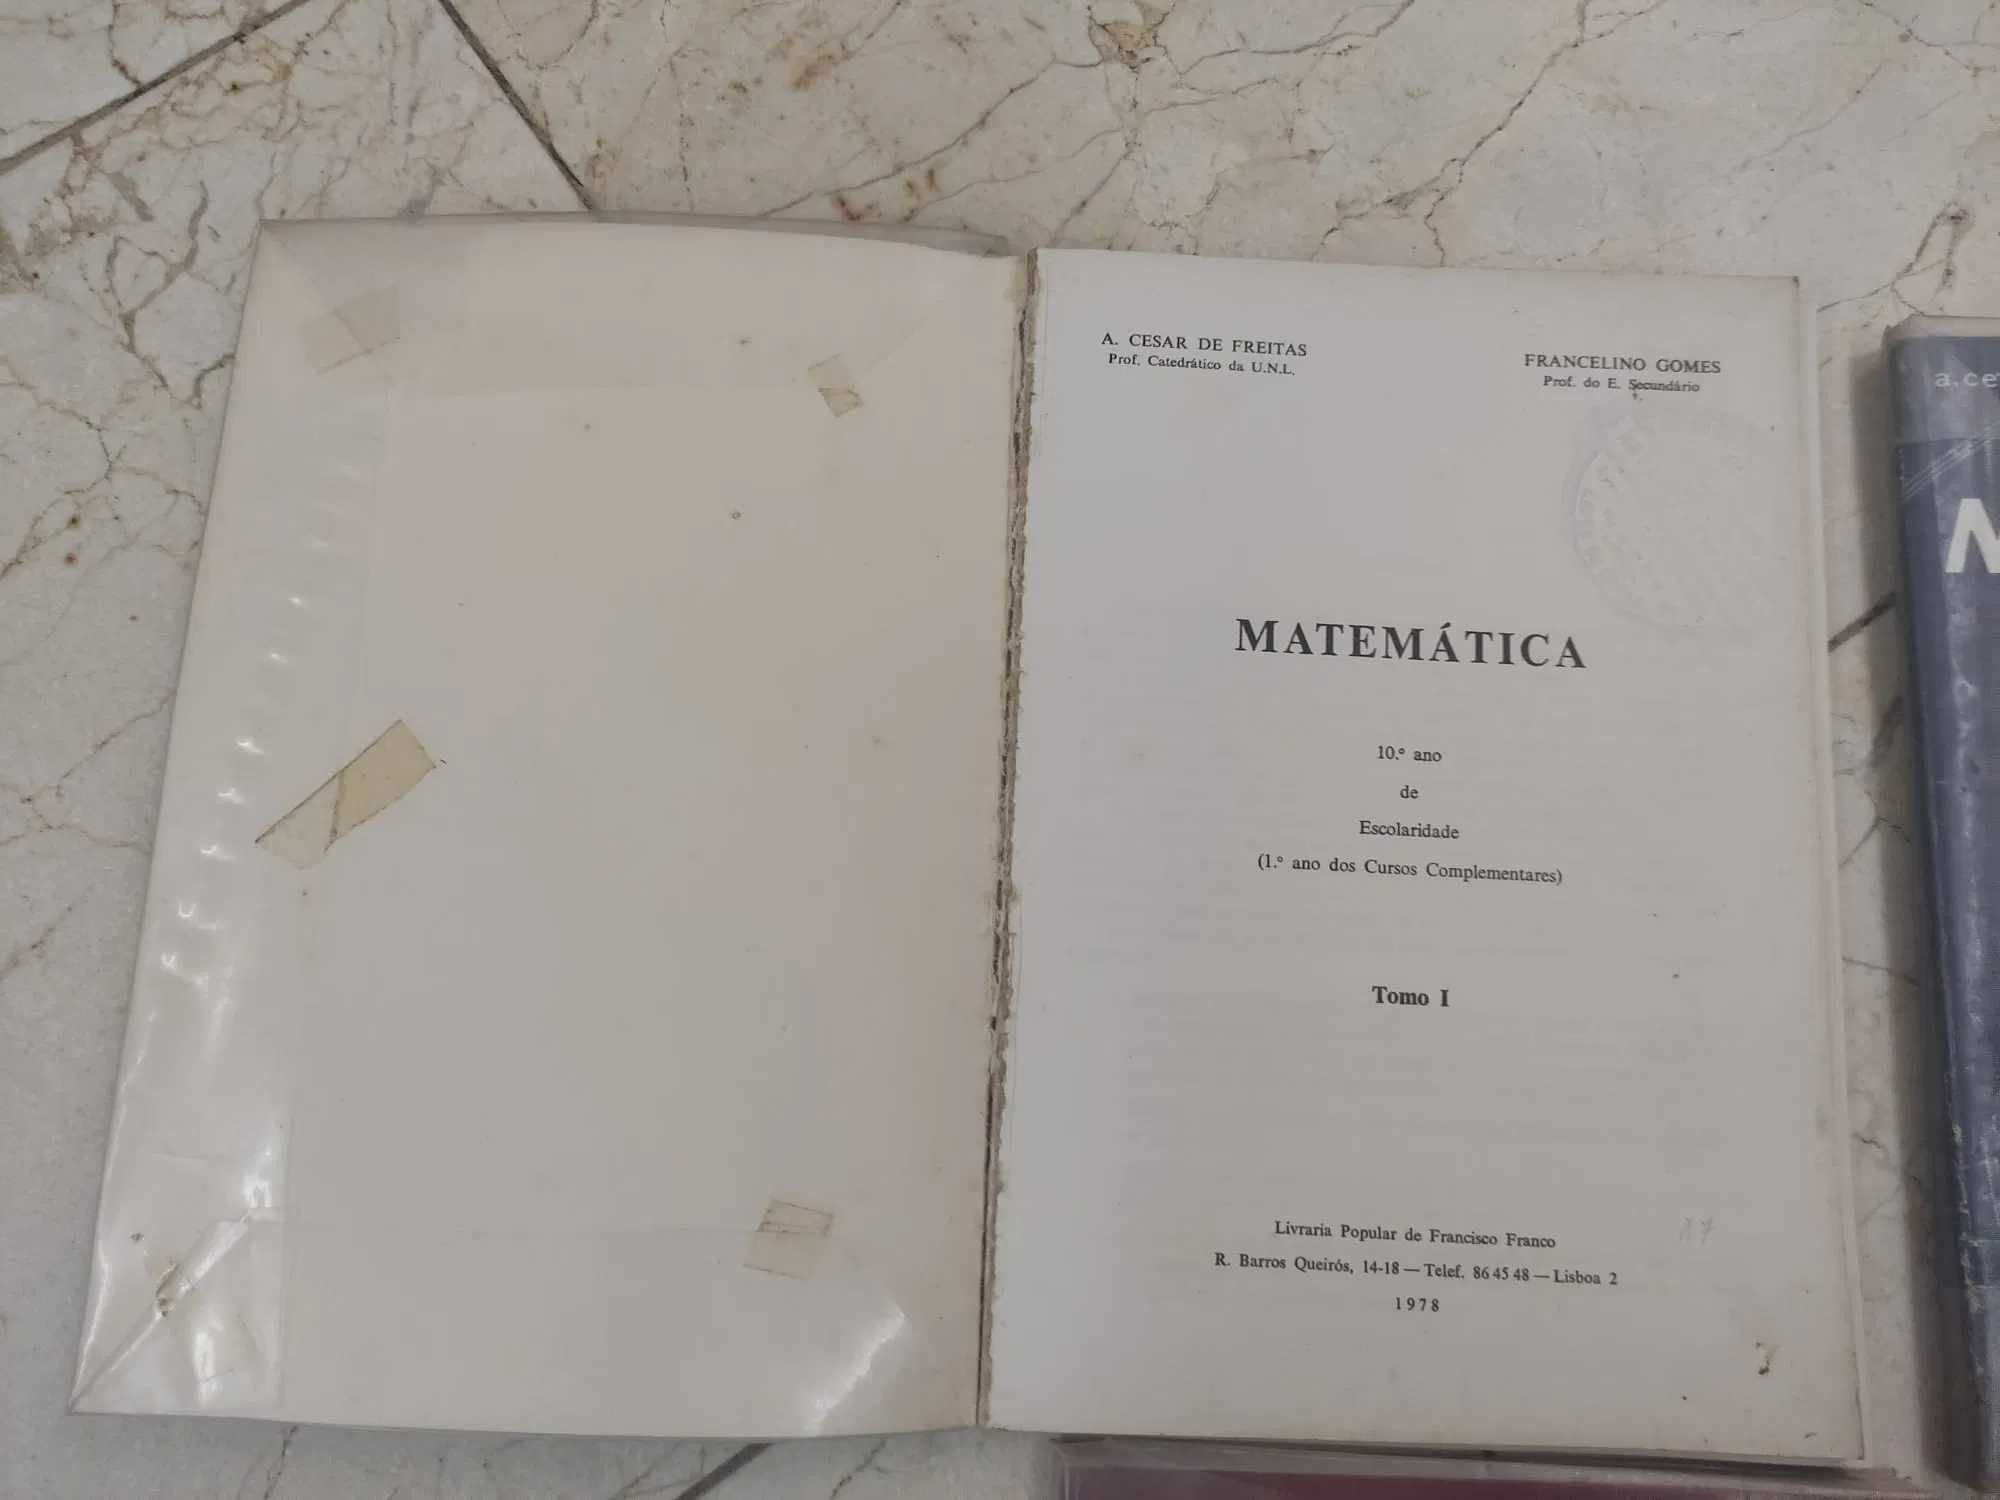 A. CESAR DE FREITAS
Prof. Catedrático da U.N.L.
FRANCELINO GOMES
Prof. do E. Secundário
MATEMÁTICA
10.º ano
de
Escolaridade
(1.º ano dos Cursos Complementares)
Tomo I
Livraria Popular de Francisco Franco
R. Barros Queirós, 14-18 — Telef. 86 45 48 — Lisboa 2
1978
17
a.ce
M